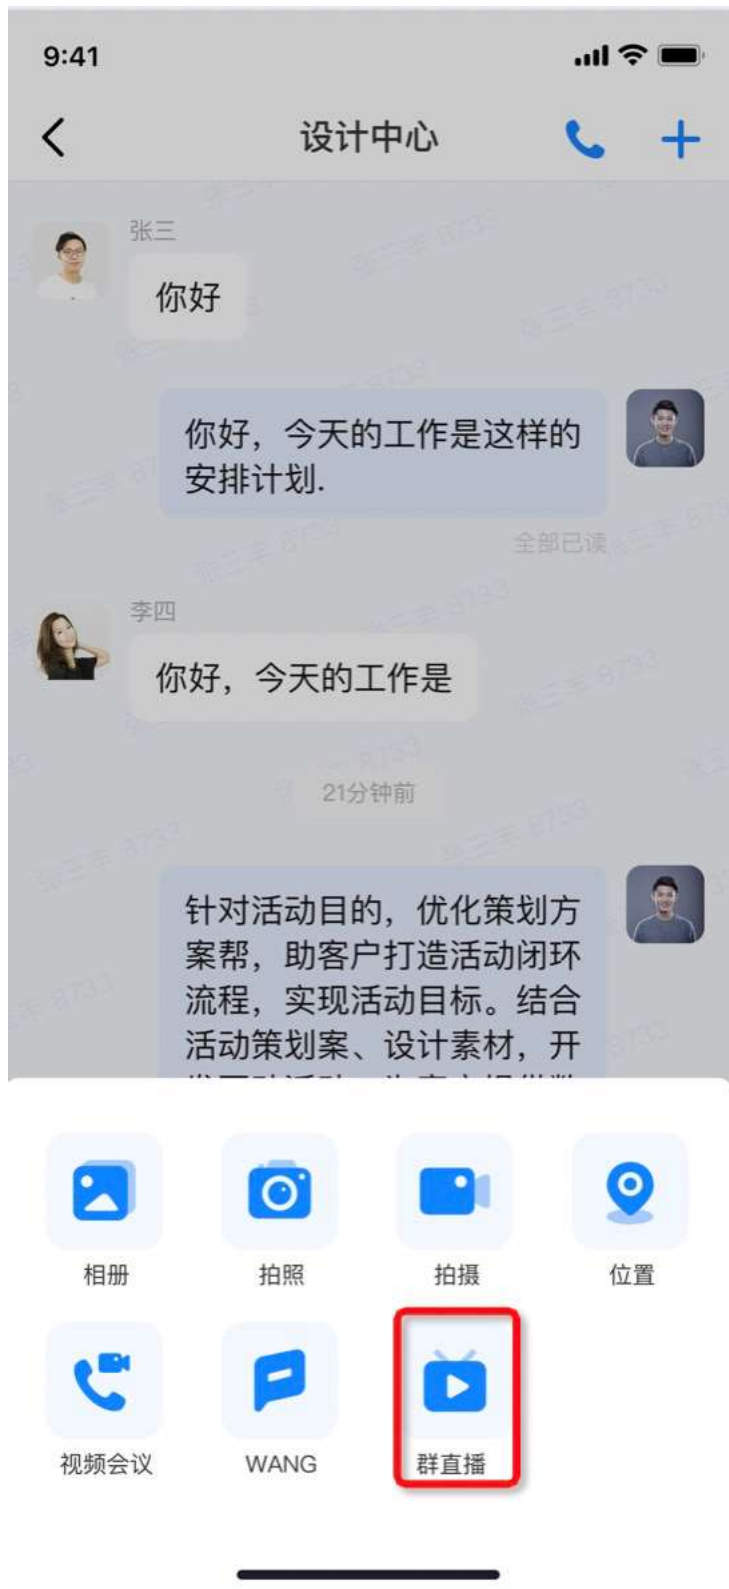 9:41
设计中心
张三
你好
你好，今天的工作是这样的
安排计划.
全部已读
李四
你好，今天的工作是
21分钟前
针对活动目的，优化策划方
案帮，助客户打造活动闭环
流程，实现活动目标。结合
活动策划案、设计素材，开
相册
拍照
拍摄
位置
视频会议
WANG
群直播
张三丰 8733